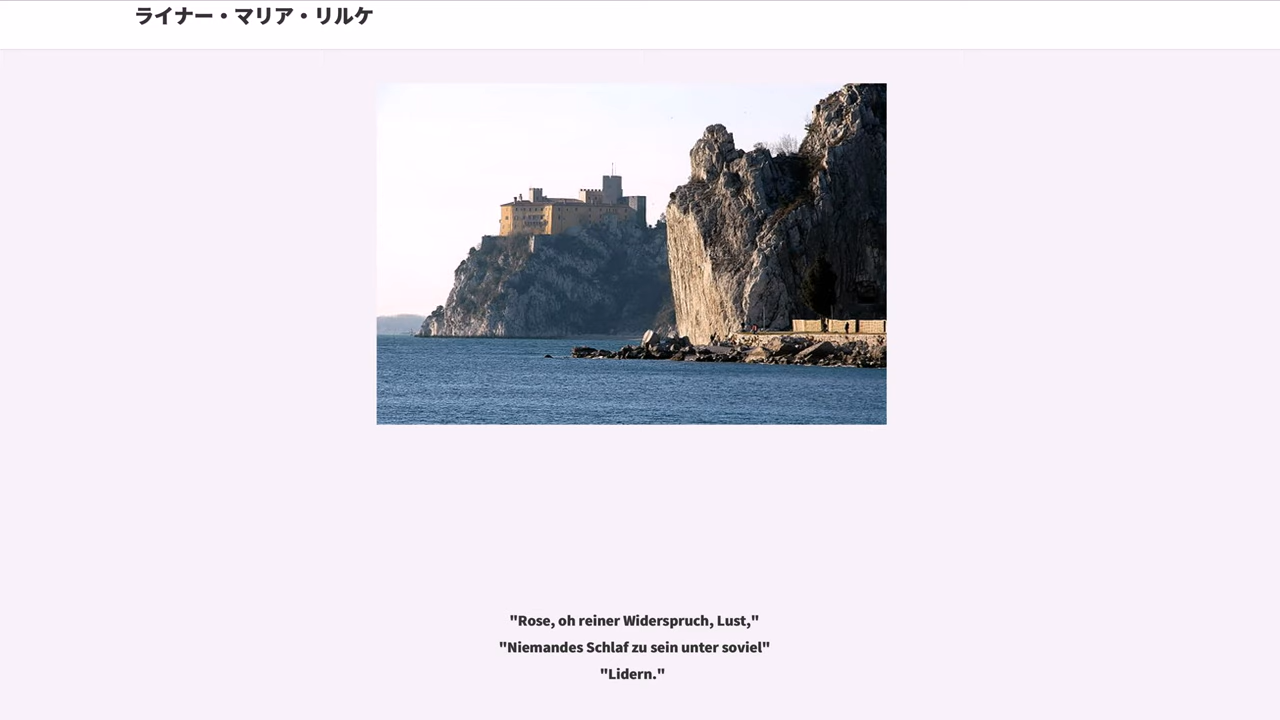 ライナー・マリア・リルケ
"Rose, oh reiner Widerspruch, Lust,"
"Niemandes Schlaf zu sein unter soviel"
"Lidern."